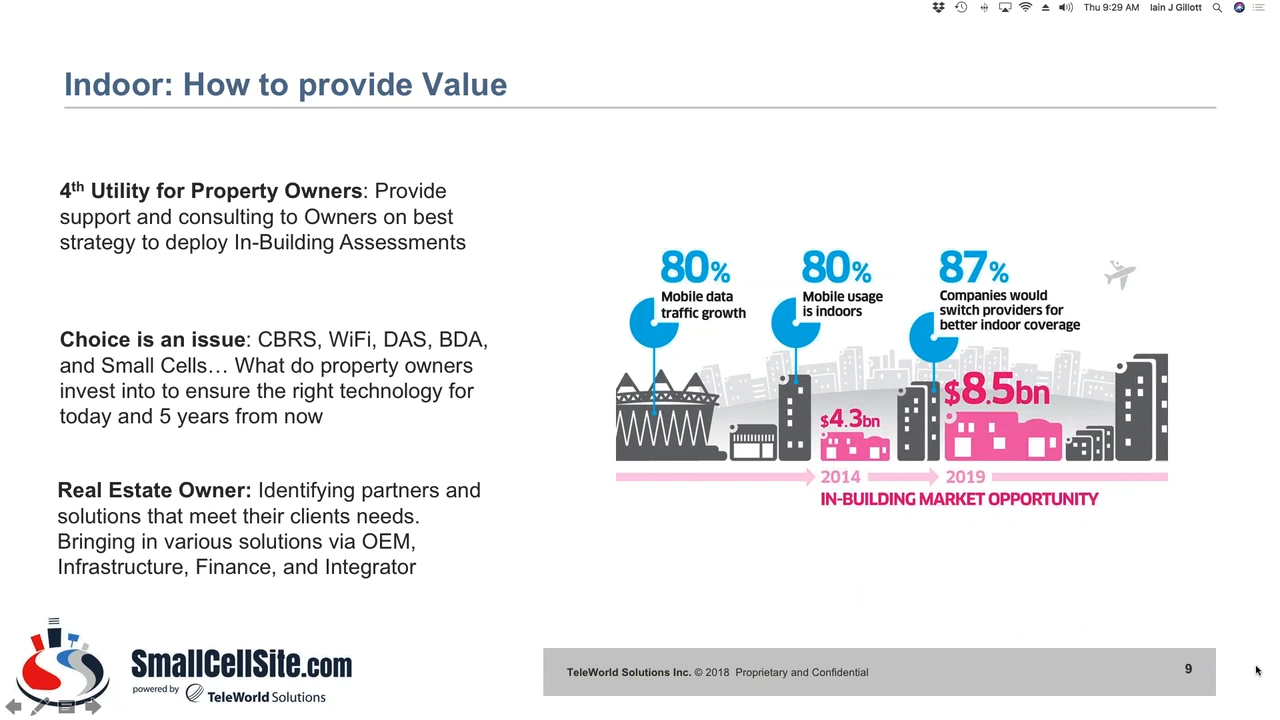 Thu 9:29 AM Iain J Gillott
Indoor: How to provide Value
4th Utility for Property Owners: Provide
support and consulting to Owners on best
strategy to deploy In-Building Assessments
Choice is an issue: CBRS, WiFi, DAS, BDA,
and Small Cells… What do property owners
invest into to ensure the right technology for
today and 5 years from now
Real Estate Owner: Identifying partners and
solutions that meet their clients needs.
Bringing in various solutions via OEM,
Infrastructure, Finance, and Integrator
80%
Mobile data
traffic growth
80%
Mobile usage
is indoors
87%
Companies would
switch providers for
better indoor coverage
$4.3bn
$8.5bn
2014
2019
IN-BUILDING MARKET OPPORTUNITY
SmallCellSite.com
powered by TeleWorld Solutions
TeleWorld Solutions Inc. © 2018 Proprietary and Confidential
9